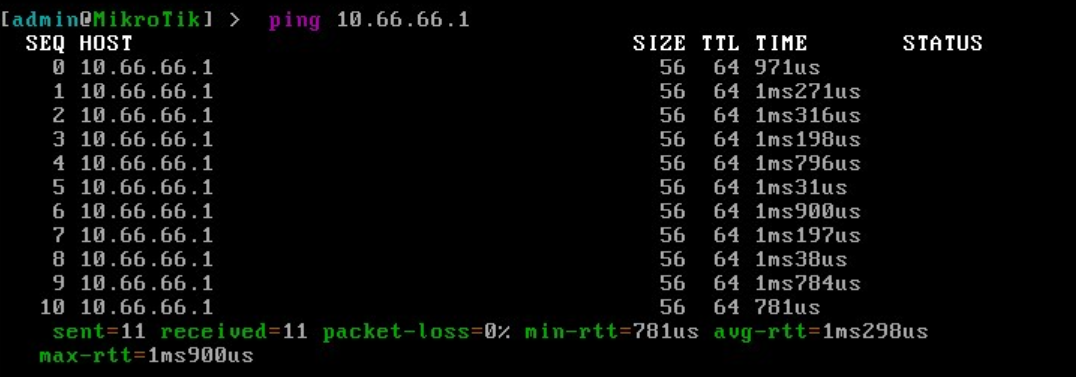 [admin@MikroTik] > ping 10.66.66.1
SEQ HOST SIZE TTL TIME STATUS
0 10.66.66.1 56 64 971us
1 10.66.66.1 56 64 1ms271us
2 10.66.66.1 56 64 1ms316us
3 10.66.66.1 56 64 1ms198us
4 10.66.66.1 56 64 1ms796us
5 10.66.66.1 56 64 1ms31us
6 10.66.66.1 56 64 1ms900us
7 10.66.66.1 56 64 1ms197us
8 10.66.66.1 56 64 1ms38us
9 10.66.66.1 56 64 1ms784us
10 10.66.66.1 56 64 781us
sent=11 received=11 packet-loss=0% min-rtt=781us avg-rtt=1ms298us
max-rtt=1ms900us